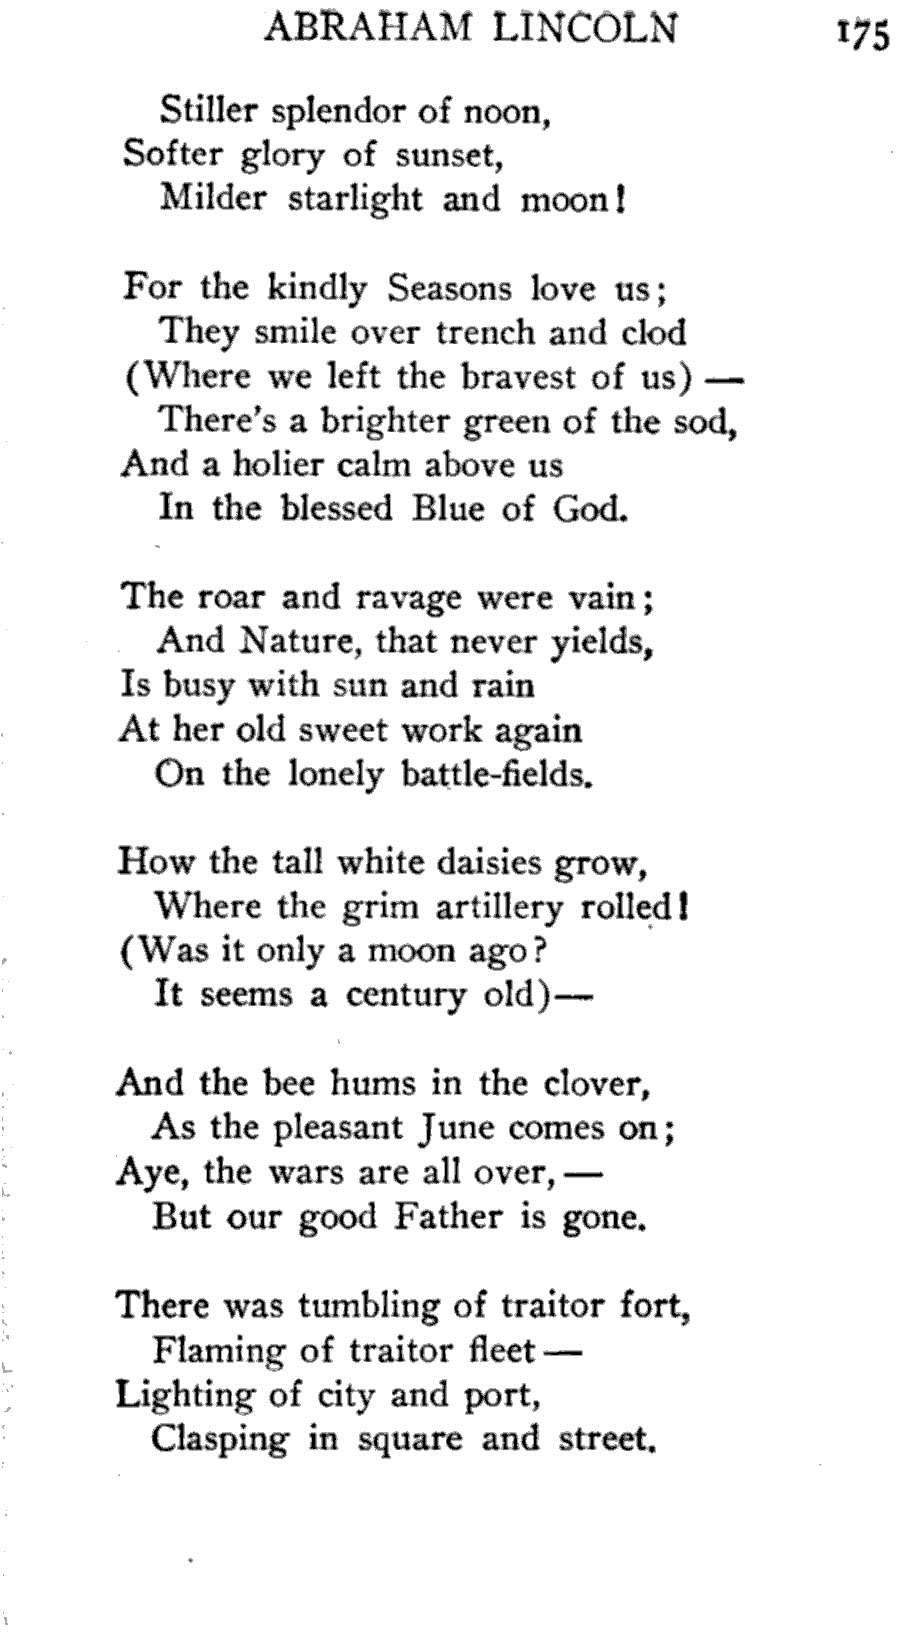 ABRAHAM LINCOLN 175
Stiller splendor of noon,
Softer glory of sunset,
Milder starlight and moon!
For the kindly Seasons love us;
They smile over trench and clod
(Where we left the bravest of us) —
There's a brighter green of the sod,
And a holier calm above us
In the blessed Blue of God.
The roar and ravage were vain;
And Nature, that never yields,
Is busy with sun and rain
At her old sweet work again
On the lonely battle-fields.
How the tall white daisies grow,
Where the grim artillery rolled!
(Was it only a moon ago?
It seems a century old)—
And the bee hums in the clover,
As the pleasant June comes on;
Aye, the wars are all over, —
But our good Father is gone.
There was tumbling of traitor fort,
Flaming of traitor fleet —
Lighting of city and port,
Clasping in square and street.